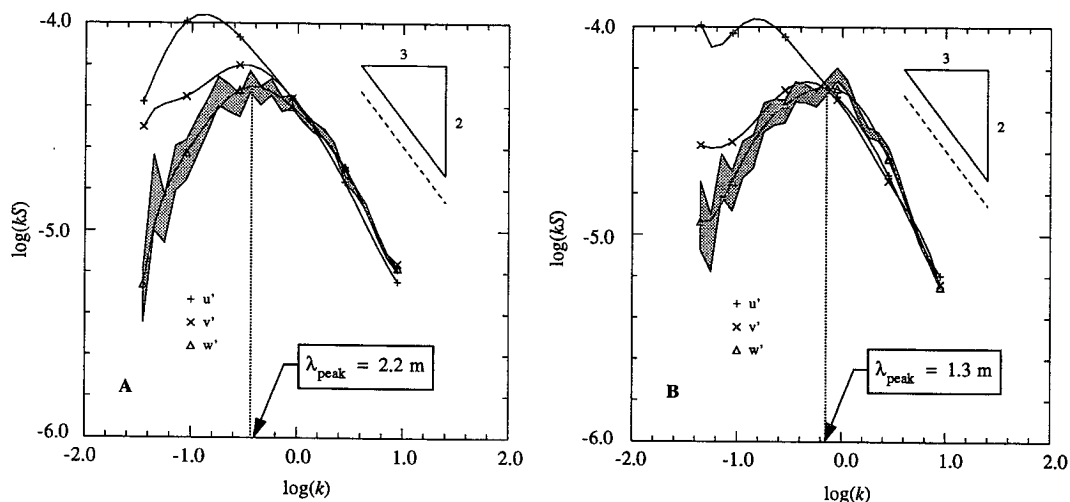 -4.0
3
2
log(kS)
-5.0
+ u'
× v'
△ w'
λpeak = 2.2 m
A
-6.0
-2.0 -1.0 0.0 1.0 2.0
log(k)
-4.0
3
2
log(kS)
-5.0
+ u'
× v'
△ w'
λpeak = 1.3 m
B
-6.0
-2.0 -1.0 0.0 1.0 2.0
log(k)